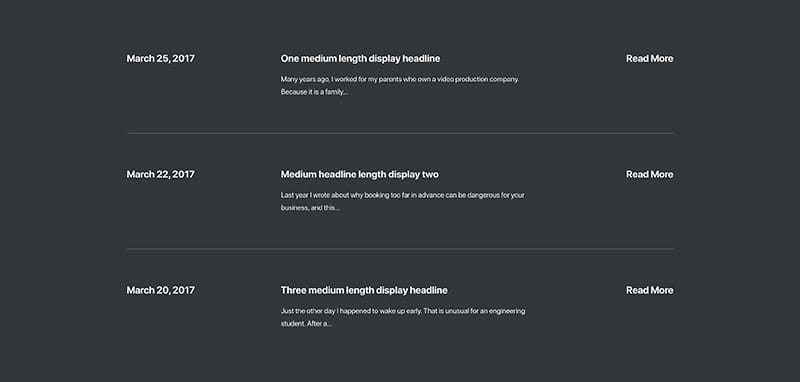 March 25, 2017
One medium length display headline
Read More
Many years ago, I worked for my parents who own a video production company.
Because it is a family...
March 22, 2017
Medium headline length display two
Read More
Last year I wrote about why booking too far in advance can be dangerous for your
business, and this...
March 20, 2017
Three medium length display headline
Read More
Just the other day I happened to wake up early. That is unusual for an engineering
student. After a...